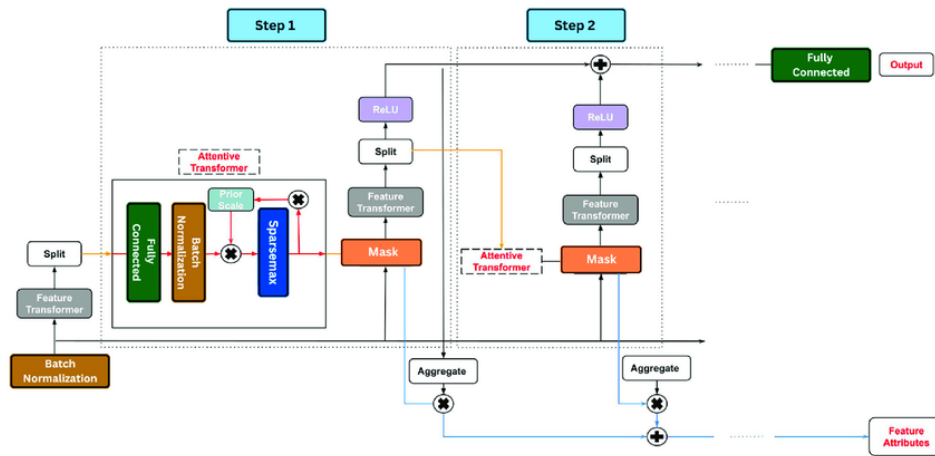 Step 1
Step 2
Fully
Connected
Output
ReLU
ReLU
Split
Split
Attentive
Transformer
Prior
Scale
Feature
Transformer
Feature
Transformer
Fully
Connected
Batch
Normalization
Sparsemax
Split
Mask
Attentive
Transformer
Mask
Feature
Transformer
Batch
Normalization
Aggregate
Aggregate
Feature
Attributes